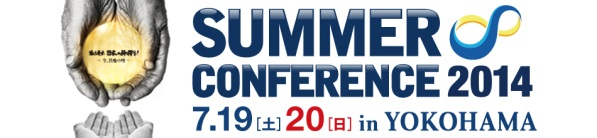 SUMMER
CONFERENCE 2014
7.19[土]20[日] in YOKOHAMA